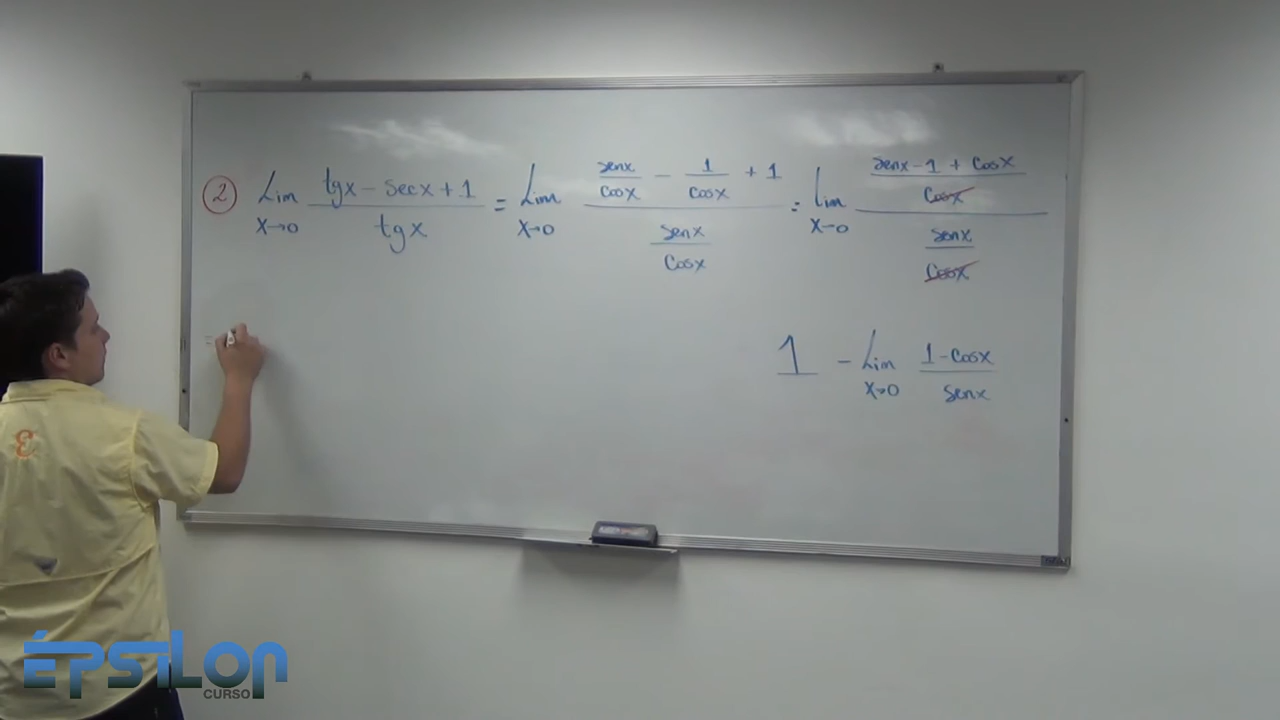 2 Lim x→0 (tgx - secx + 1)/(tgx) = Lim x→0 (senx/cosx - 1/cosx + 1)/(senx/cosx) = Lim x→0 ((senx - 1 + cosx)/cosx)/(senx/cosx)
=
1 - Lim x→0 (1 - cosx)/(senx)
ε
ÉPSILON
CURSO